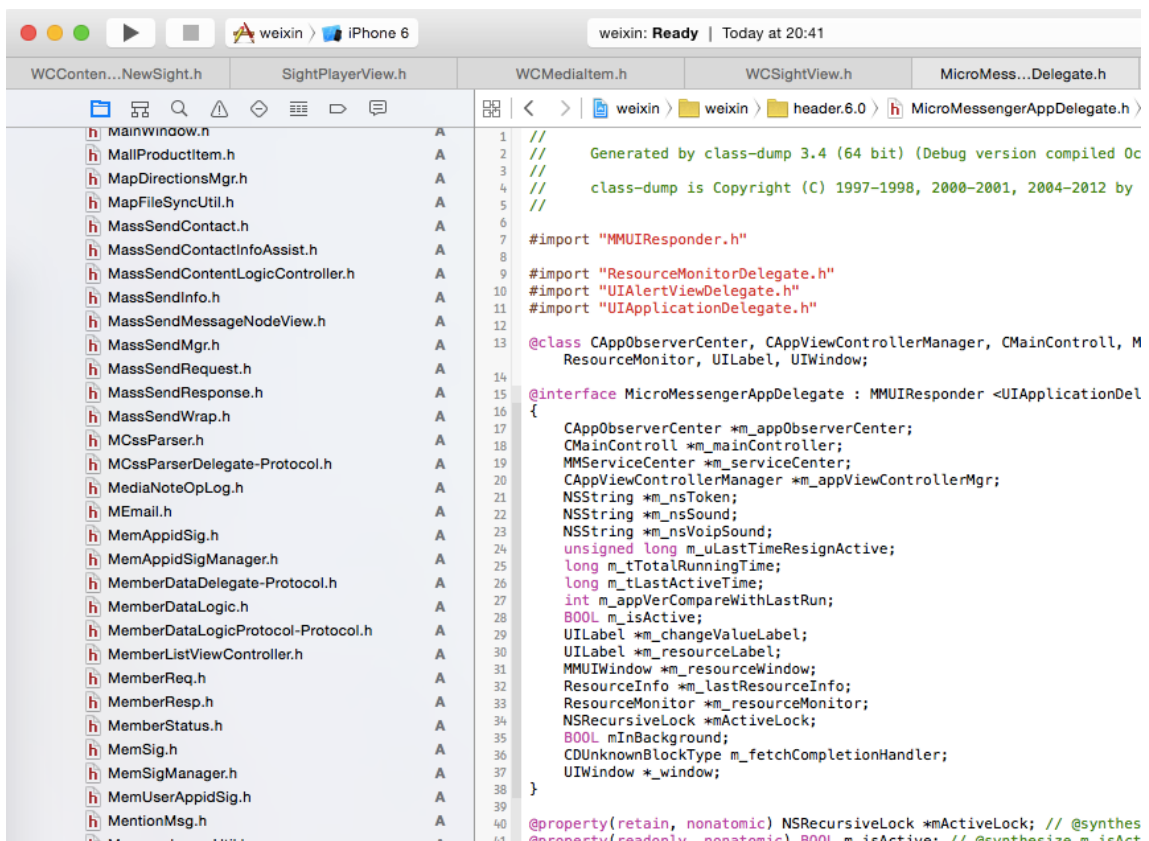 weixin 〉 iPhone 6
weixin: Ready | Today at 20:41
WCConten...NewSight.h
SightPlayerView.h
WCMediaItem.h
WCSightView.h
MicroMess...Delegate.h
weixin 〉 weixin 〉 header.6.0 〉 h MicroMessengerAppDelegate.h 〉
h MainWindow.h A
h MallProductItem.h A
h MapDirectionsMgr.h A
h MapFileSyncUtil.h A
h MassSendContact.h A
h MassSendContactInfoAssist.h A
h MassSendContentLogicController.h A
h MassSendInfo.h A
h MassSendMessageNodeView.h A
h MassSendMgr.h A
h MassSendRequest.h A
h MassSendResponse.h A
h MassSendWrap.h A
h MCssParser.h A
h MCssParserDelegate-Protocol.h A
h MediaNoteOpLog.h A
h MEmail.h A
h MemAppidSig.h A
h MemAppidSigManager.h A
h MemberDataDelegate-Protocol.h A
h MemberDataLogic.h A
h MemberDataLogicProtocol-Protocol.h A
h MemberListViewController.h A
h MemberReq.h A
h MemberResp.h A
h MemberStatus.h A
h MemSig.h A
h MemSigManager.h A
h MemUserAppidSig.h A
h MentionMsg.h A
1 //
2 //     Generated by class-dump 3.4 (64 bit) (Debug version compiled Oc
3 //
4 //     class-dump is Copyright (C) 1997-1998, 2000-2001, 2004-2012 by
5 //
6
7 #import "MMUIResponder.h"
8
9 #import "ResourceMonitorDelegate.h"
10 #import "UIAlertViewDelegate.h"
11 #import "UIApplicationDelegate.h"
12
13 @class CAppObserverCenter, CAppViewControllerManager, CMainControll, M
ResourceMonitor, UILabel, UIWindow;
14
15 @interface MicroMessengerAppDelegate : MMUIResponder <UIApplicationDel
16 {
17     CAppObserverCenter *m_appObserverCenter;
18     CMainControll *m_mainController;
19     MMServiceCenter *m_serviceCenter;
20     CAppViewControllerManager *m_appViewControllerMgr;
21     NSString *m_nsToken;
22     NSString *m_nsSound;
23     NSString *m_nsVoipSound;
24     unsigned long m_uLastTimeResignActive;
25     long m_tTotalRunningTime;
26     long m_tLastActiveTime;
27     int m_appVerCompareWithLastRun;
28     BOOL m_isActive;
29     UILabel *m_changeValueLabel;
30     UILabel *m_resourceLabel;
31     MMUIWindow *m_resourceWindow;
32     ResourceInfo *m_lastResourceInfo;
33     ResourceMonitor *m_resourceMonitor;
34     NSRecursiveLock *mActiveLock;
35     BOOL mInBackground;
36     CDUnknownBlockType m_fetchCompletionHandler;
37     UIWindow *_window;
38 }
39
40 @property(retain, nonatomic) NSRecursiveLock *mActiveLock; // @synthes
41 @property(readonly, nonatomic) BOOL m_isActive; // @synthesize m_isAct